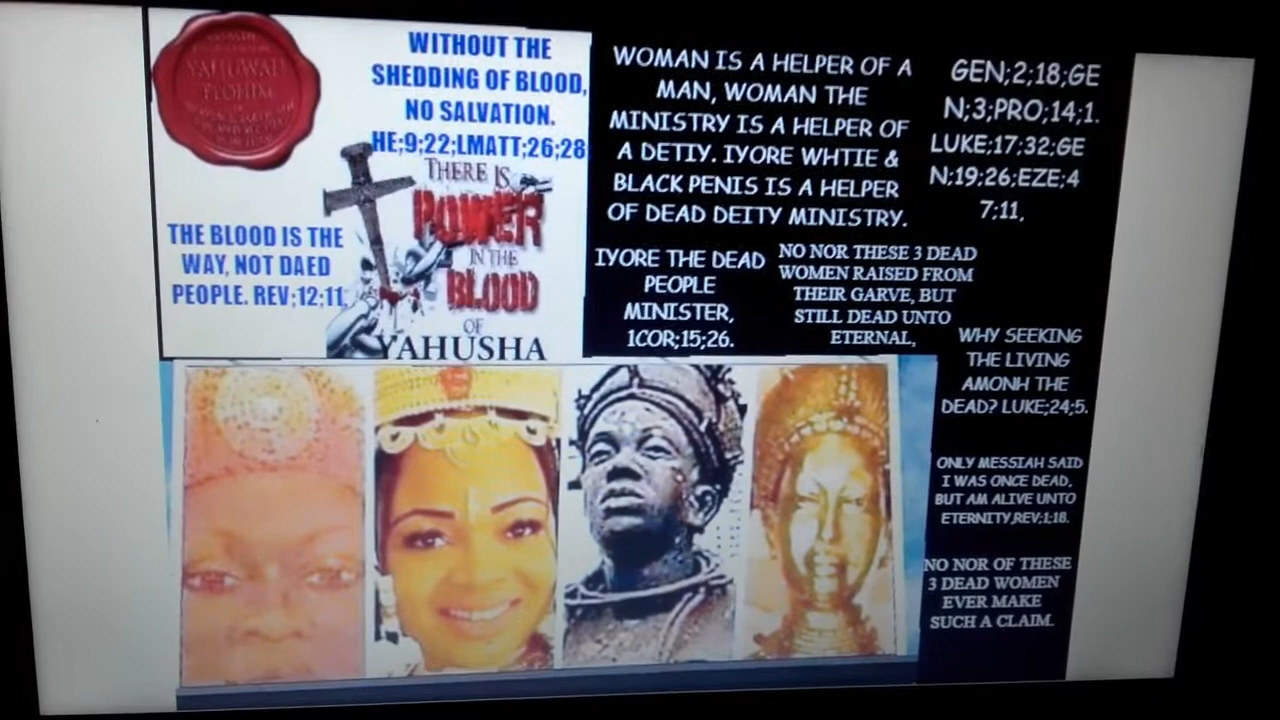 YAHUWAH
ELOHIM
WITHOUT THE
SHEDDING OF BLOOD,
NO SALVATION.
HE;9;22;LMATT;26;28
THERE IS
POWER
IN THE
BLOOD
OF
YAHUSHA
THE BLOOD IS THE
WAY, NOT DAED
PEOPLE. REV;12;11,
WOMAN IS A HELPER OF A
MAN, WOMAN THE
MINISTRY IS A HELPER OF
A DETIY. IYORE WHTIE &
BLACK PENIS IS A HELPER
OF DEAD DEITY MINISTRY.
GEN;2;18;GE
N;3;PRO;14;1.
LUKE;17;32;GE
N;19;26;EZE;4
7;11,
IYORE THE DEAD
PEOPLE
MINISTER,
1COR;15;26.
NO NOR THESE 3 DEAD
WOMEN RAISED FROM
THEIR GARVE, BUT
STILL DEAD UNTO
ETERNAL,
WHY SEEKING
THE LIVING
AMONH THE
DEAD? LUKE;24;5.
ONLY MESSIAH SAID
I WAS ONCE DEAD,
BUT AM ALIVE UNTO
ETERNITY,REV;1;18.
NO NOR OF THESE
3 DEAD WOMEN
EVER MAKE
SUCH A CLAIM.